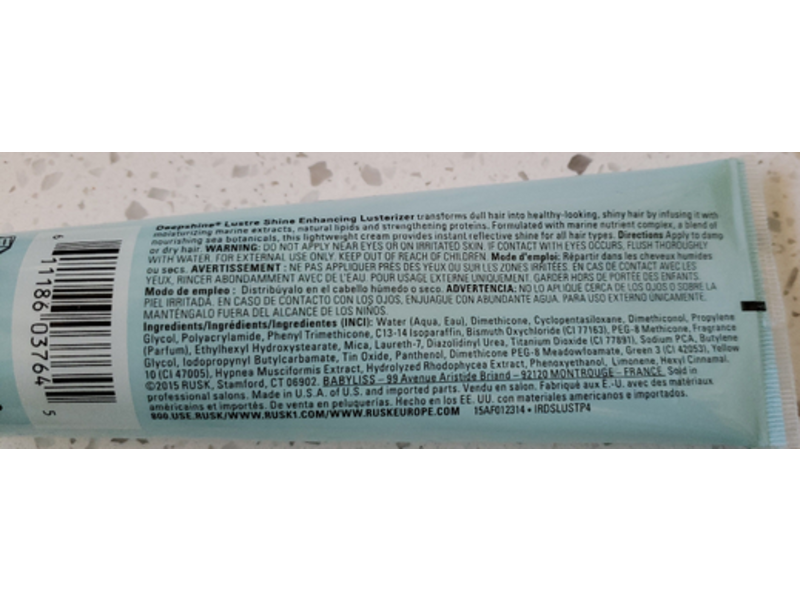 Deepshine® Lustre Shine Enhancing Lusterizer transforms dull hair into healthy-looking, shiny hair by infusing it with
moisturizing marine extracts, natural lipids and strengthening proteins. Formulated with marine nutrient complex, a blend of
nourishing sea botanicals, this lightweight cream provides instant reflective shine for all hair types. Directions Apply to damp
or dry hair. WARNING: DO NOT APPLY NEAR EYES OR ON IRRITATED SKIN. IF CONTACT WITH EYES OCCURS, FLUSH THOROUGHLY
WITH WATER. FOR EXTERNAL USE ONLY. KEEP OUT OF REACH OF CHILDREN. Mode d'emploi: Répartir dans les cheveux humides
ou secs. AVERTISSEMENT : NE PAS APPLIQUER PRÈS DES YEUX OU SUR LES ZONES IRRITÉES. EN CAS DE CONTACT AVEC LES
YEUX, RINCER ABONDAMMENT AVEC DE L'EAU. POUR USAGE EXTERNE UNIQUEMENT. GARDER HORS DE PORTÉE DES ENFANTS.
Modo de empleo : Distribúyalo en el cabello húmedo o seco. ADVERTENCIA: NO LO APLIQUE CERCA DE LOS OJOS O SOBRE LA
PIEL IRRITADA. EN CASO DE CONTACTO CON LOS OJOS, ENJUAGUE CON ABUNDANTE AGUA. PARA USO EXTERNO ÚNICAMENTE.
MANTÉNGALO FUERA DEL ALCANCE DE LOS NIÑOS.
Ingredients/Ingrédients/Ingredientes (INCI): Water (Aqua, Eau), Dimethicone, Cyclopentasiloxane, Dimethiconol, Propylene
Glycol, Polyacrylamide, Phenyl Trimethicone, C13-14 Isoparaffin, Bismuth Oxychloride (CI 77163), PEG-8 Methicone, Fragrance
(Parfum), Ethylhexyl Hydroxystearate, Mica, Laureth-7, Diazolidinyl Urea, Titanium Dioxide (CI 77891), Sodium PCA, Butylene
Glycol, Iodopropynyl Butylcarbamate, Tin Oxide, Panthenol, Dimethicone PEG-8 Meadowfoamate, Green 3 (CI 42053), Yellow
10 (CI 47005), Hypnea Musciformis Extract, Hydrolyzed Rhodophycea Extract, Phenoxyethanol, Limonene, Hexyl Cinnamal.
©2015 RUSK, Stamford, CT 06902. BABYLISS – 99 Avenue Aristide Briand – 92120 MONTROUGE – FRANCE. Sold in
professional salons. Made in U.S.A. of U.S. and imported parts. Vendu en salon. Fabriqué aux E.-U. avec des matériaux
américains et importés. De venta en peluquerías. Hecho en los EE. UU. con materiales americanos e importados.
800.USE.RUSK/WWW.RUSK1.COM/WWW.RUSKEUROPE.COM 15AF012314 • IRDSLUSTP4
6 11186 03764 5